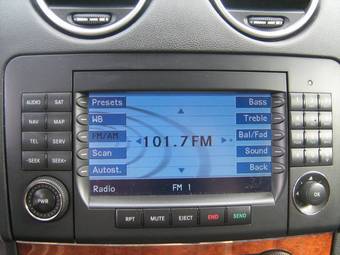 AUDIO SAT
NAV MAP
TEL SERV
-SEEK SEEK+
PWR
Presets Bass
WB Treble
FM/AM 101.7 FM Bal/Fad
Scan Sound
Autost. Back
Radio FM 1
OK
RPT MUTE EJECT END SEND